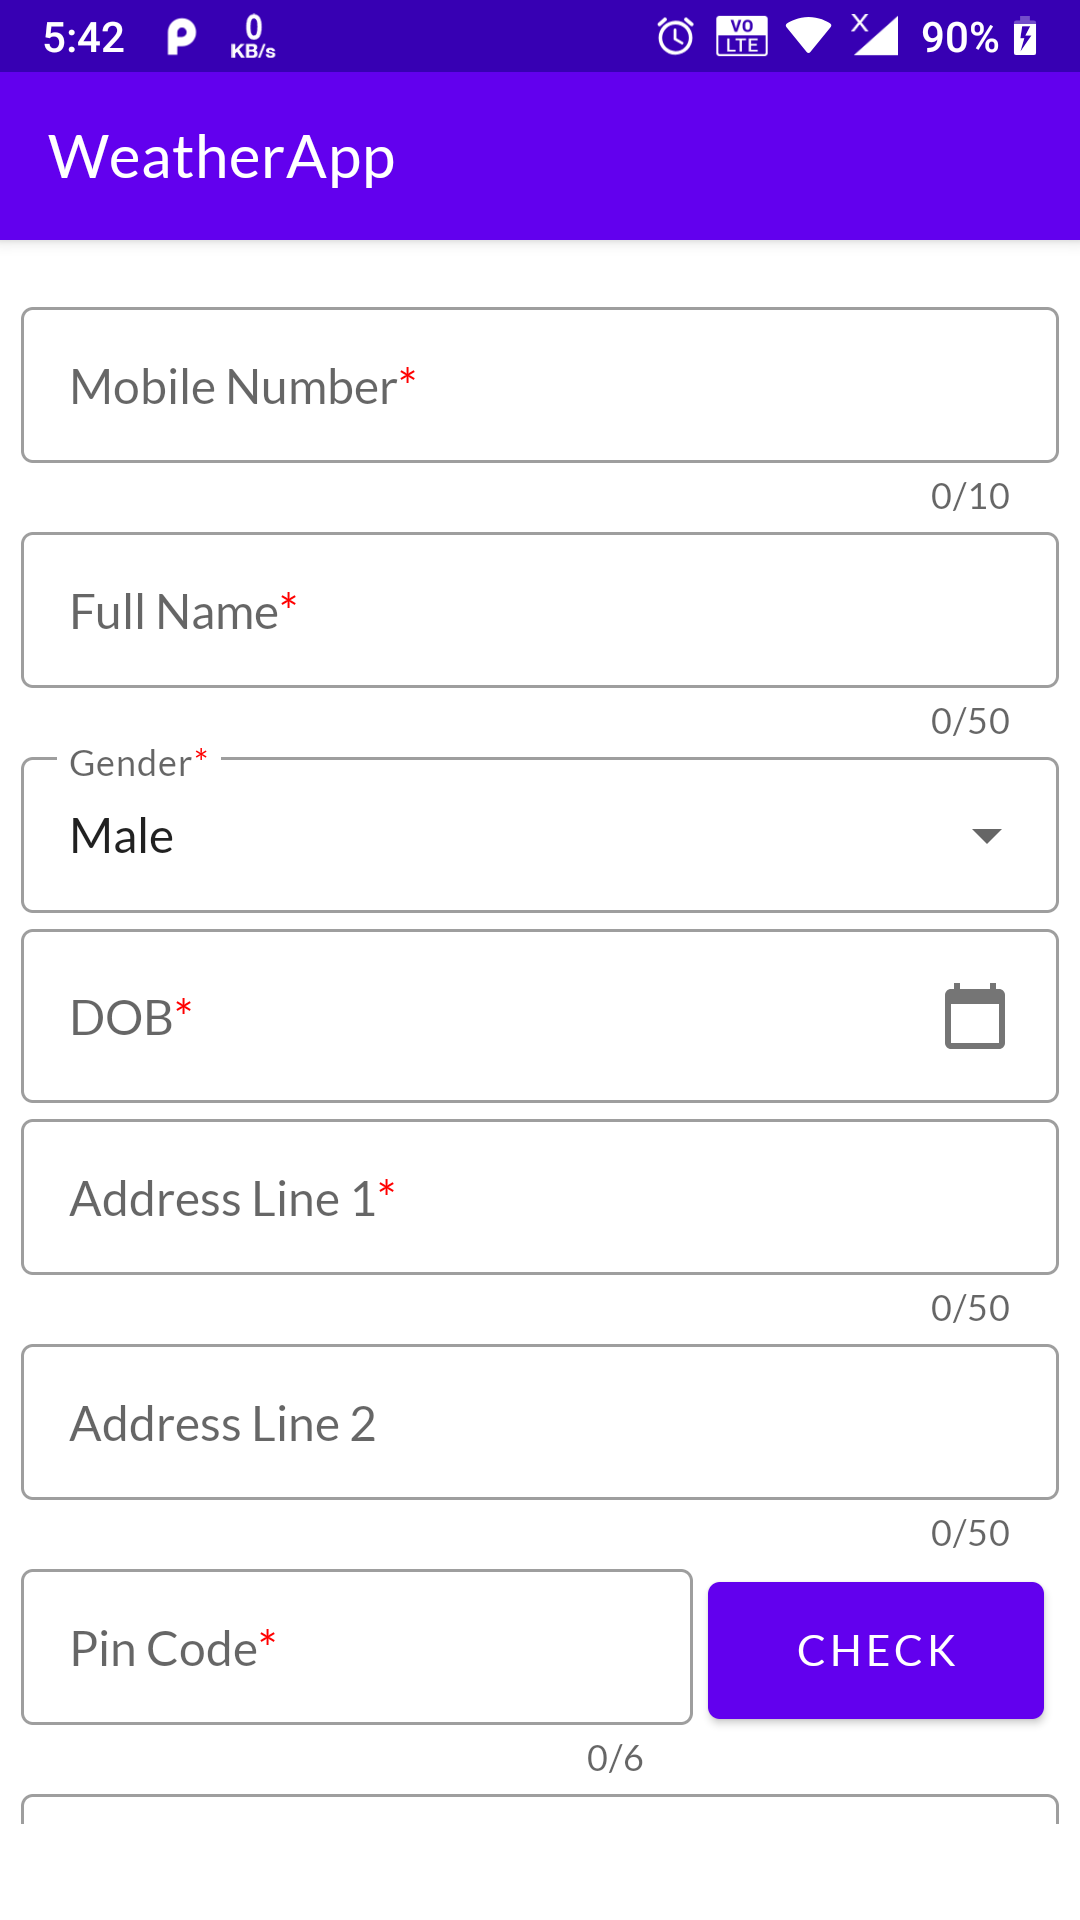 5:42 0 KB/s VO LTE X 90%
WeatherApp
Mobile Number*
0/10
Full Name*
0/50
Gender*
Male
DOB*
Address Line 1*
0/50
Address Line 2
0/50
Pin Code* CHECK
0/6